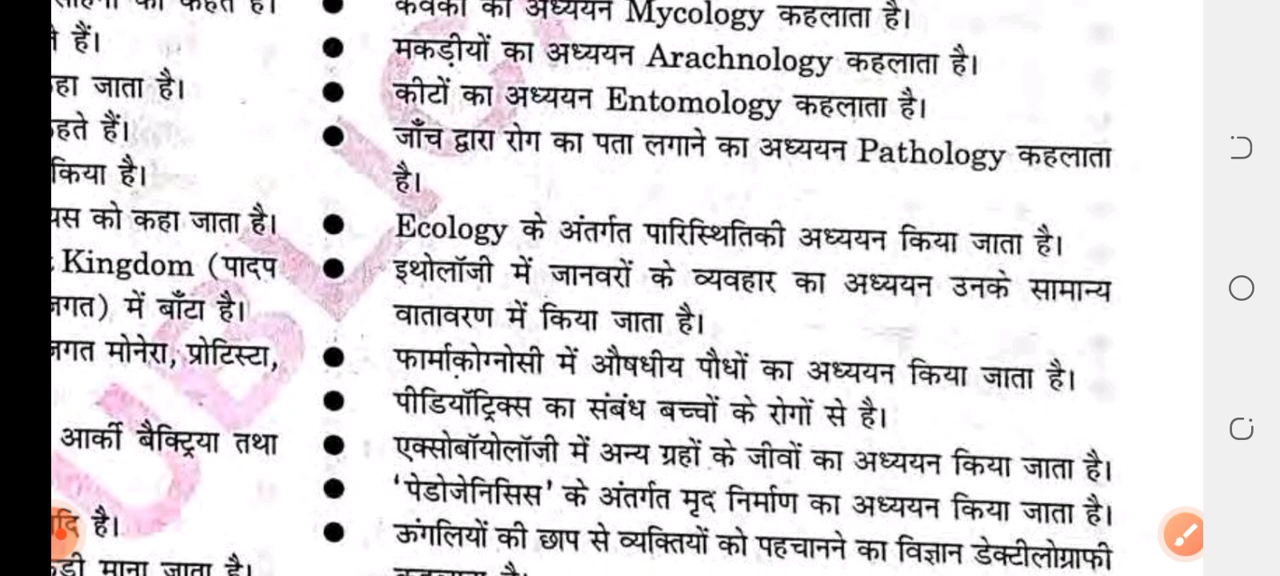 को कहते हैं।
हैं।
हा जाता है।
हते हैं।
किया है।
यस को कहा जाता है।
Kingdom (पादप
जगत) में बाँटा है।
जगत मोनेरा, प्रोटिस्टा,
आर्की बैक्ट्रिया तथा
दि है।
माना जाता है।
कवकों का अध्ययन Mycology कहलाता है।
मकड़ीयों का अध्ययन Arachnology कहलाता है।
कीटों का अध्ययन Entomology कहलाता है।
जाँच द्वारा रोग का पता लगाने का अध्ययन Pathology कहलाता
है।
Ecology के अंतर्गत पारिस्थितिकी अध्ययन किया जाता है।
इथोलॉजी में जानवरों के व्यवहार का अध्ययन उनके सामान्य
वातावरण में किया जाता है।
फार्माकोग्नोसी में औषधीय पौधों का अध्ययन किया जाता है।
पीडियॉट्रिक्स का संबंध बच्चों के रोगों से है।
एक्सोबॉयोलॉजी में अन्य ग्रहों के जीवों का अध्ययन किया जाता है।
‘पेडोजेनिसिस’ के अंतर्गत मृद निर्माण का अध्ययन किया जाता है।
ऊंगलियों की छाप से व्यक्तियों को पहचानने का विज्ञान डेक्टीलोग्राफी